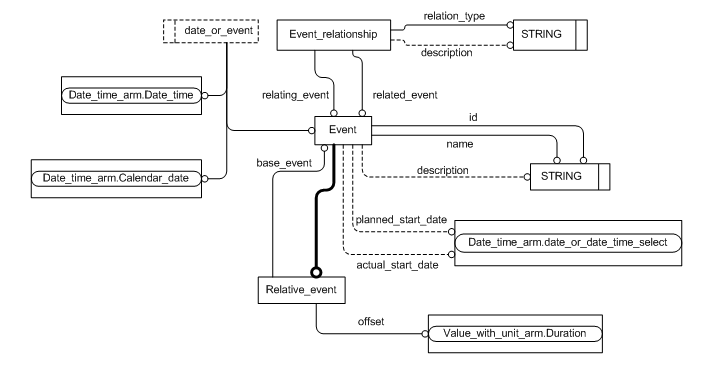 relation_type
date_or_event
Event_relationship
STRING
description
Date_time_arm.Date_time
relating_event
related_event
id
Event
name
base_event
description
STRING
Date_time_arm.Calendar_date
planned_start_date
Date_time_arm.date_or_date_time_select
actual_start_date
Relative_event
offset
Value_with_unit_arm.Duration